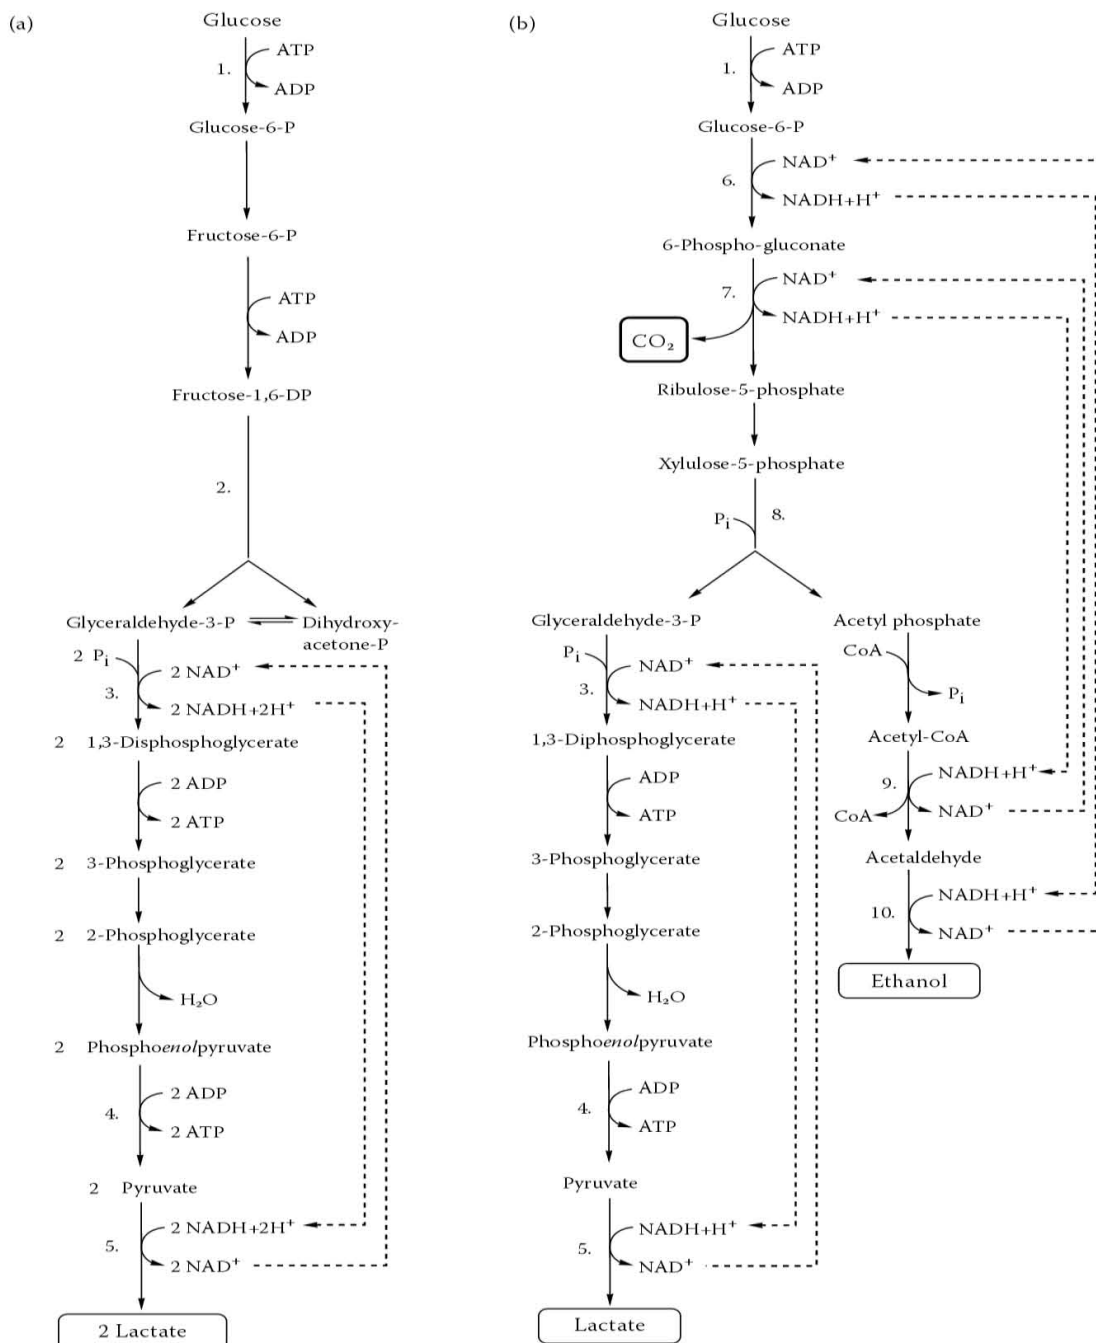 (a)
Glucose
ATP
1.
ADP
Glucose-6-P
Fructose-6-P
ATP
ADP
Fructose-1,6-DP
2.
Glyceraldehyde-3-P
Dihydroxy-
acetone-P
2 Pi
2 NAD⁺
3.
2 NADH+2H⁺
2 1,3-Disphosphoglycerate
2 ADP
2 ATP
2 3-Phosphoglycerate
2 2-Phosphoglycerate
H₂O
2 Phosphoenolpyruvate
2 ADP
4.
2 ATP
2 Pyruvate
2 NADH+2H⁺
5.
2 NAD⁺
2 Lactate
(b)
Glucose
ATP
1.
ADP
Glucose-6-P
NAD⁺
6.
NADH+H⁺
6-Phospho-gluconate
NAD⁺
7.
NADH+H⁺
CO₂
Ribulose-5-phosphate
Xylulose-5-phosphate
Pi
8.
Glyceraldehyde-3-P
Pi
NAD⁺
3.
NADH+H⁺
1,3-Diphosphoglycerate
ADP
ATP
3-Phosphoglycerate
2-Phosphoglycerate
H₂O
Phosphoenolpyruvate
ADP
4.
ATP
Pyruvate
NADH+H⁺
5.
NAD⁺
Lactate
Acetyl phosphate
CoA
Pi
Acetyl-CoA
NADH+H⁺
9.
CoA
NAD⁺
Acetaldehyde
NADH+H⁺
10.
NAD⁺
Ethanol